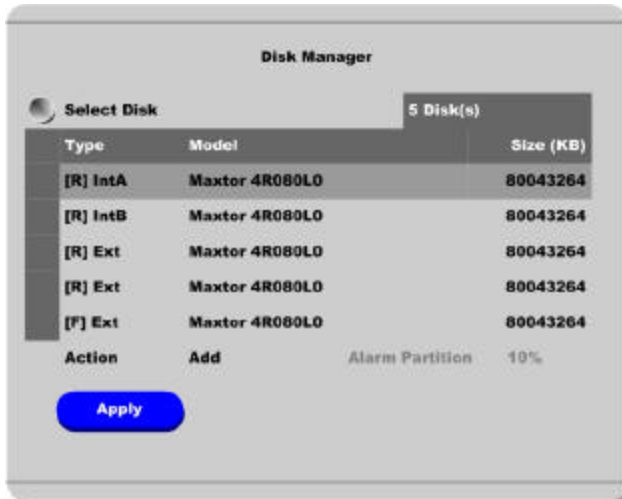 Disk Manager
Select Disk 5 Disk(s)
Type Model Size (KB)
[R] IntA Maxtor 4R080L0 80043264
[R] IntB Maxtor 4R080L0 80043264
[R] Ext Maxtor 4R080L0 80043264
[R] Ext Maxtor 4R080L0 80043264
[F] Ext Maxtor 4R080L0 80043264
Action Add Alarm Partition 10%
Apply